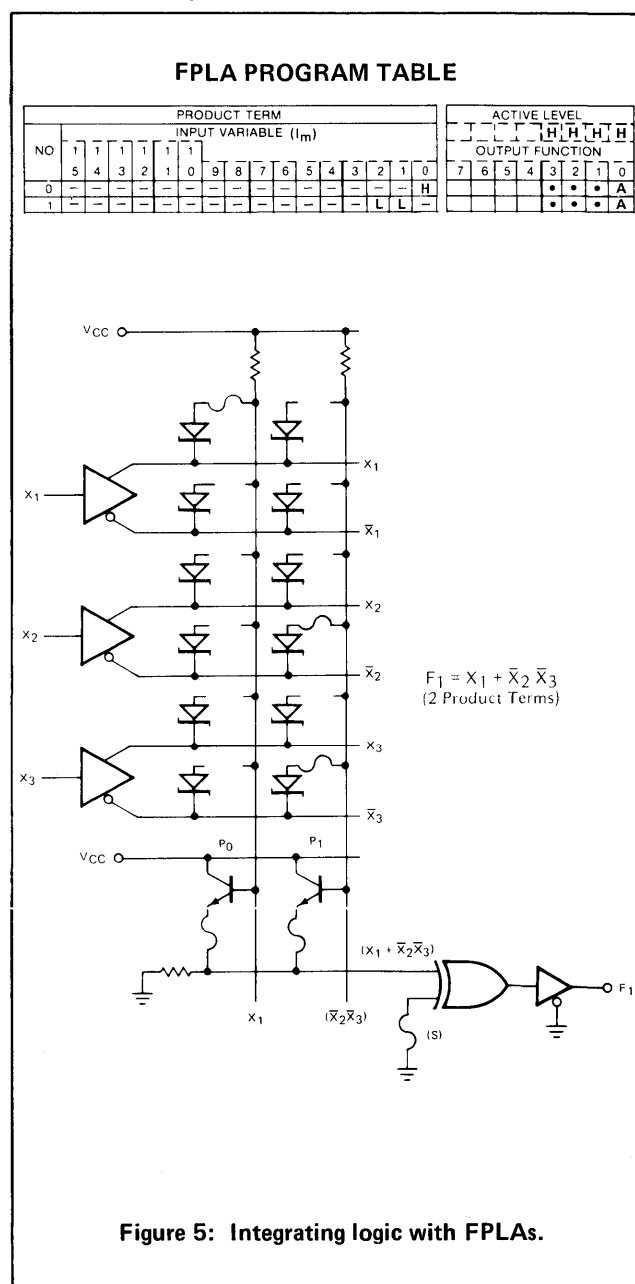 FPLA PROGRAM TABLE
PRODUCT TERM
ACTIVE LEVEL
INPUT VARIABLE (Im)
H H H H
NO
OUTPUT FUNCTION
1 1 1 1 1 1
5 4 3 2 1 0 9 8 7 6 5 4 3 2 1 0
7 6 5 4 3 2 1 0
0 – – – – – – – – – – – – – – – H • • • A
1 – – – – – – – – – – – – – L L – • • • A
VCC
X1
X1
X̄1
X2
X2
X̄2
F1 = X1 + X̄2 X̄3
(2 Product Terms)
X3
X3
X̄3
VCC
P0
P1
(X1 + X̄2X̄3)
F1
X1
(X̄2X̄3)
(S)
Figure 5: Integrating logic with FPLAs.